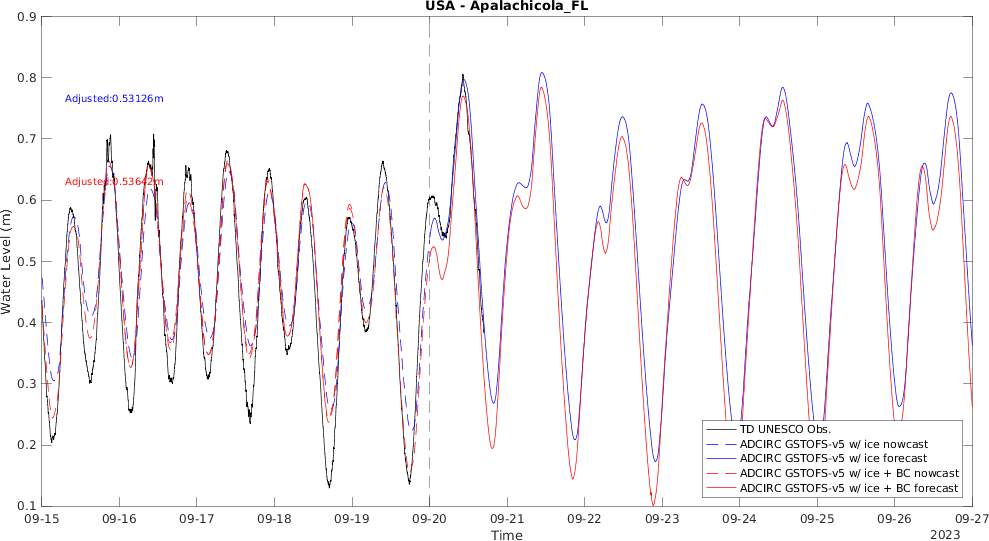 USA - Apalachicola_FL
0.9
0.8
0.7
0.6
0.5
0.4
0.3
0.2
0.1
Water Level (m)
Adjusted:0.53126m
Adjusted:0.53642m
TD UNESCO Obs.
ADCIRC GSTOFS-v5 w/ ice nowcast
ADCIRC GSTOFS-v5 w/ ice forecast
ADCIRC GSTOFS-v5 w/ ice + BC nowcast
ADCIRC GSTOFS-v5 w/ ice + BC forecast
09-15 09-16 09-17 09-18 09-19 09-20 09-21 09-22 09-23 09-24 09-25 09-26 09-27
Time 2023